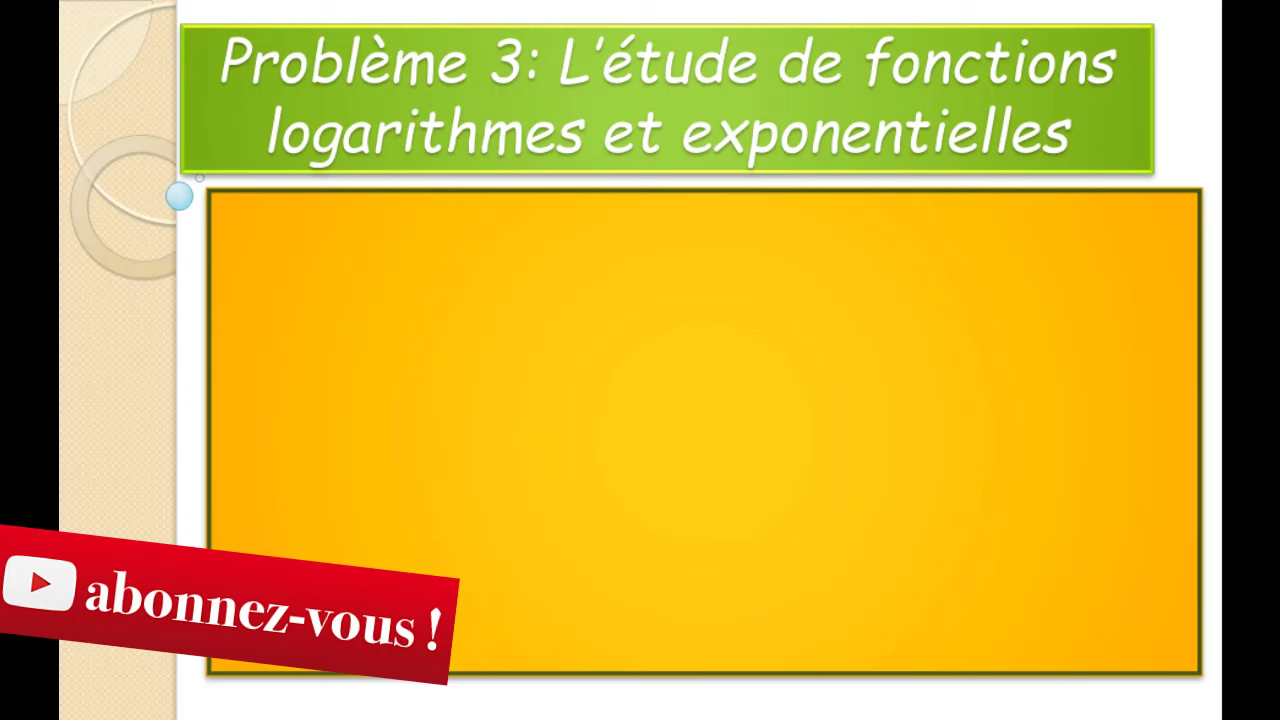 Problème 3: L'étude de fonctions
logarithmes et exponentielles
abonnez-vous !